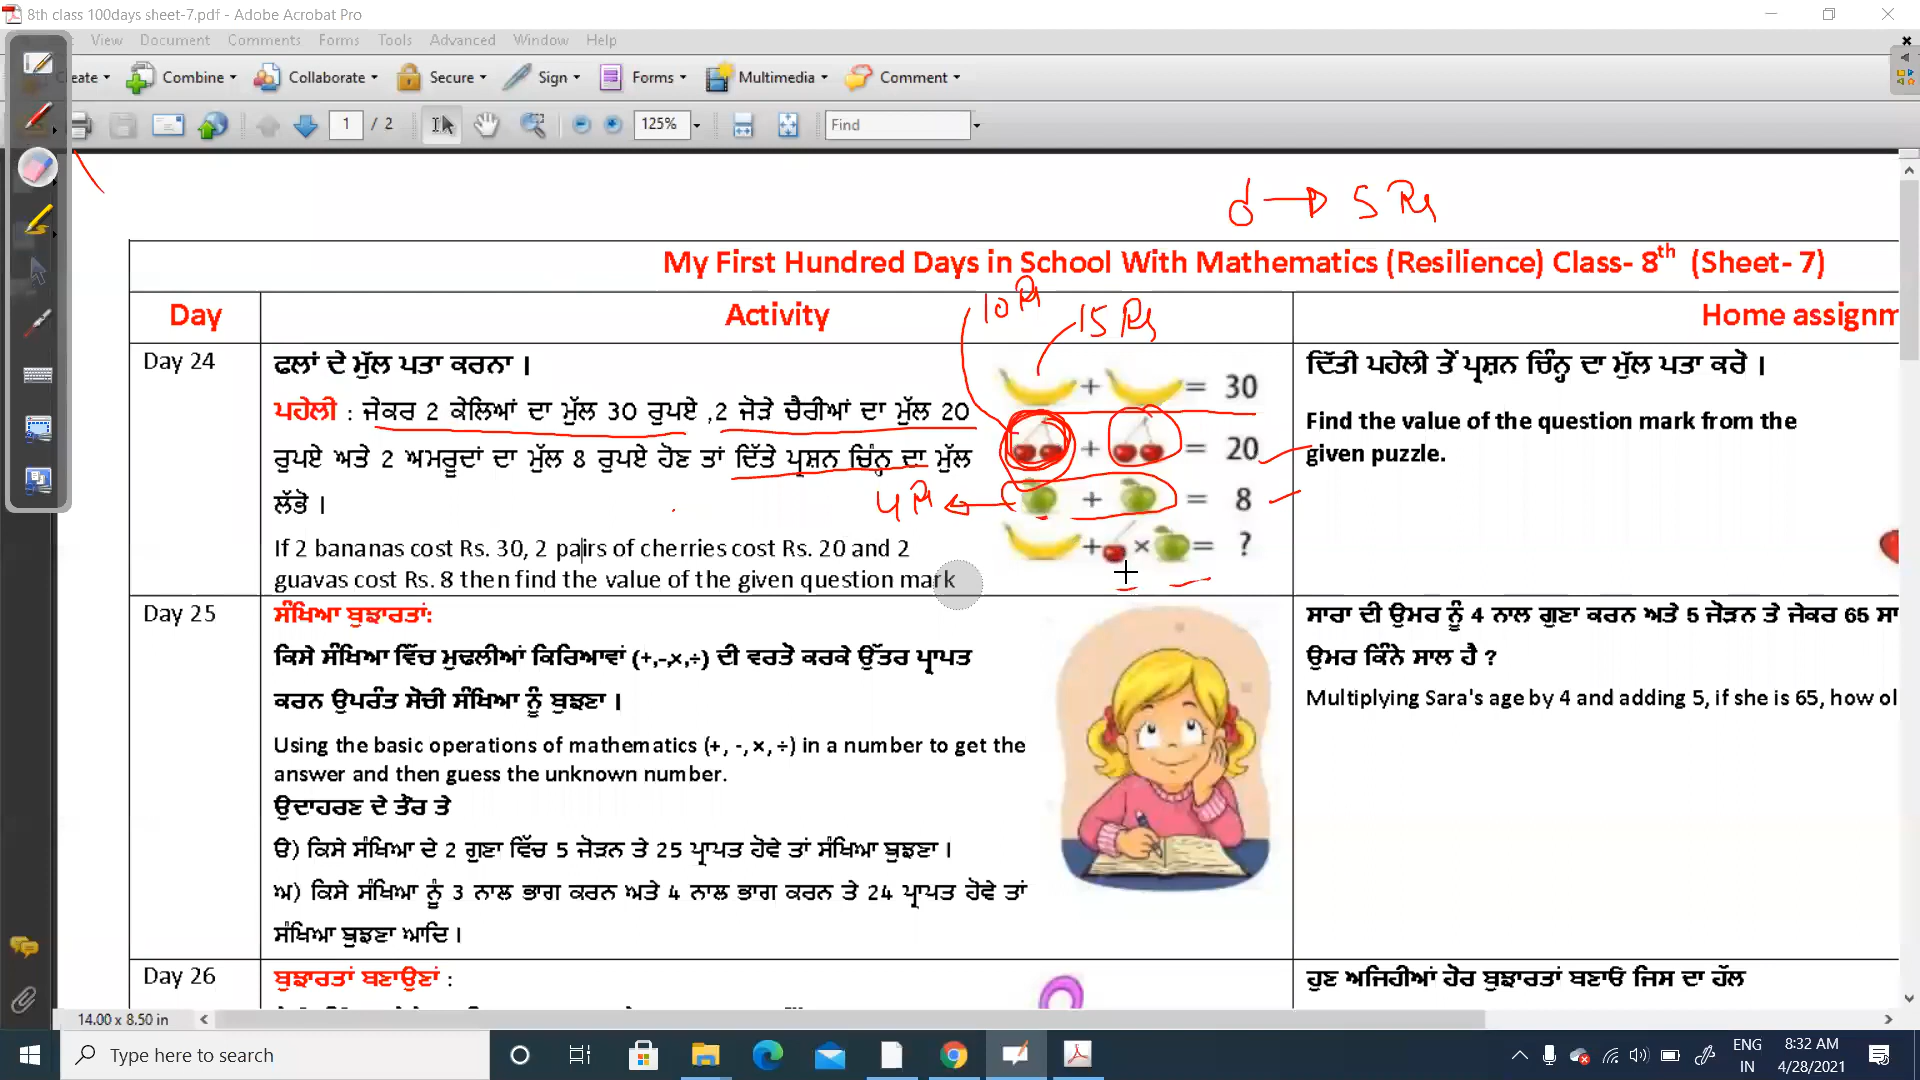 8th class 100days sheet-7.pdf - Adobe Acrobat Pro
View Document Comments Forms Tools Advanced Window Help
Create Combine Collaborate Secure Sign Forms Multimedia Comment
1 / 2 125% Find
d → 5 Rs
My First Hundred Days in School With Mathematics (Resilience) Class- 8th (Sheet- 7)
Day Activity Home assignm
10 Rs
15 Rs
Day 24
ਫਲਾਂ ਦੇ ਮੁੱਲ ਪਤਾ ਕਰਨਾ ।
ਪਹੇਲੀ : ਜੇਕਰ 2 ਕੇਲਿਆਂ ਦਾ ਮੁੱਲ 30 ਰੁਪਏ ,2 ਜੋੜੇ ਚੈਰੀਆਂ ਦਾ ਮੁੱਲ 20
ਰੁਪਏ ਅਤੇ 2 ਅਮਰੂਦਾਂ ਦਾ ਮੁੱਲ 8 ਰੁਪਏ ਹੋਣ ਤਾਂ ਦਿੱਤੇ ਪ੍ਰਸ਼ਨ ਚਿੰਨ੍ਹ ਦਾ ਮੁੱਲ
ਲੱਭੋ ।
If 2 bananas cost Rs. 30, 2 pairs of cherries cost Rs. 20 and 2
guavas cost Rs. 8 then find the value of the given question mark
+ = 30
+ = 20
4 Rs
+ = 8
+ × = ?
ਦਿੱਤੀ ਪਹੇਲੀ ਤੋਂ ਪ੍ਰਸ਼ਨ ਚਿੰਨ੍ਹ ਦਾ ਮੁੱਲ ਪਤਾ ਕਰੋ ।
Find the value of the question mark from the
given puzzle.
Day 25
ਸੰਖਿਆ ਬੁਝਾਰਤਾਂ:
ਕਿਸੇ ਸੰਖਿਆ ਵਿੱਚ ਮੁਢਲੀਆਂ ਕਿਰਿਆਵਾਂ (+,-,×,÷) ਦੀ ਵਰਤੋਂ ਕਰਕੇ ਉੱਤਰ ਪ੍ਰਾਪਤ
ਕਰਨ ਉਪਰੰਤ ਸੋਚੀ ਸੰਖਿਆ ਨੂੰ ਬੁਝਣਾ ।
Using the basic operations of mathematics (+, -, ×, ÷) in a number to get the
answer and then guess the unknown number.
ਉਦਾਹਰਣ ਦੇ ਤੌਰ ਤੇ
ੳ) ਕਿਸੇ ਸੰਖਿਆ ਦੇ 2 ਗੁਣਾ ਵਿੱਚ 5 ਜੋੜਨ ਤੇ 25 ਪ੍ਰਾਪਤ ਹੋਵੇ ਤਾਂ ਸੰਖਿਆ ਬੁਝਣਾ ।
ਅ) ਕਿਸੇ ਸੰਖਿਆ ਨੂੰ 3 ਨਾਲ ਭਾਗ ਕਰਨ ਅਤੇ 4 ਨਾਲ ਭਾਗ ਕਰਨ ਤੇ 24 ਪ੍ਰਾਪਤ ਹੋਵੇ ਤਾਂ
ਸੰਖਿਆ ਬੁਝਣਾ ਆਦਿ ।
ਸਾਰਾ ਦੀ ਉਮਰ ਨੂੰ 4 ਨਾਲ ਗੁਣਾ ਕਰਨ ਅਤੇ 5 ਜੋੜਨ ਤੇ ਜੇਕਰ 65 ਸਾ
ਉਮਰ ਕਿੰਨੇ ਸਾਲ ਹੈ ?
Multiplying Sara's age by 4 and adding 5, if she is 65, how ol
Day 26
ਬੁਝਾਰਤਾਂ ਬਣਾਉਣਾਂ :
ਹੁਣ ਅਜਿਹੀਆਂ ਹੋਰ ਬੁਝਾਰਤਾਂ ਬਣਾਓ ਜਿਸ ਦਾ ਹੱਲ
14.00 x 8.50 in
Type here to search
ENG
IN
8:32 AM
4/28/2021